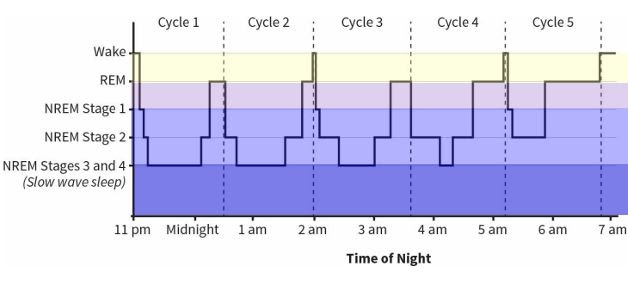 Cycle 1 Cycle 2 Cycle 3 Cycle 4 Cycle 5
Wake
REM
NREM Stage 1
NREM Stage 2
NREM Stages 3 and 4
(Slow wave sleep)
11 pm Midnight 1 am 2 am 3 am 4 am 5 am 6 am 7 am
Time of Night